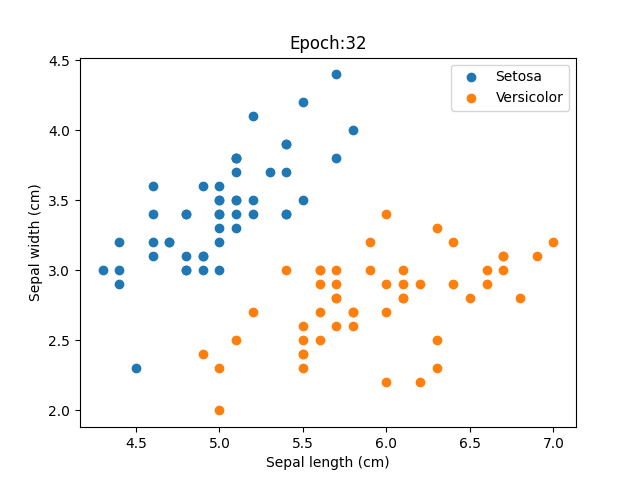 Epoch:32
Setosa
Versicolor
Sepal width (cm)
4.5
4.0
3.5
3.0
2.5
2.0
4.5 5.0 5.5 6.0 6.5 7.0
Sepal length (cm)